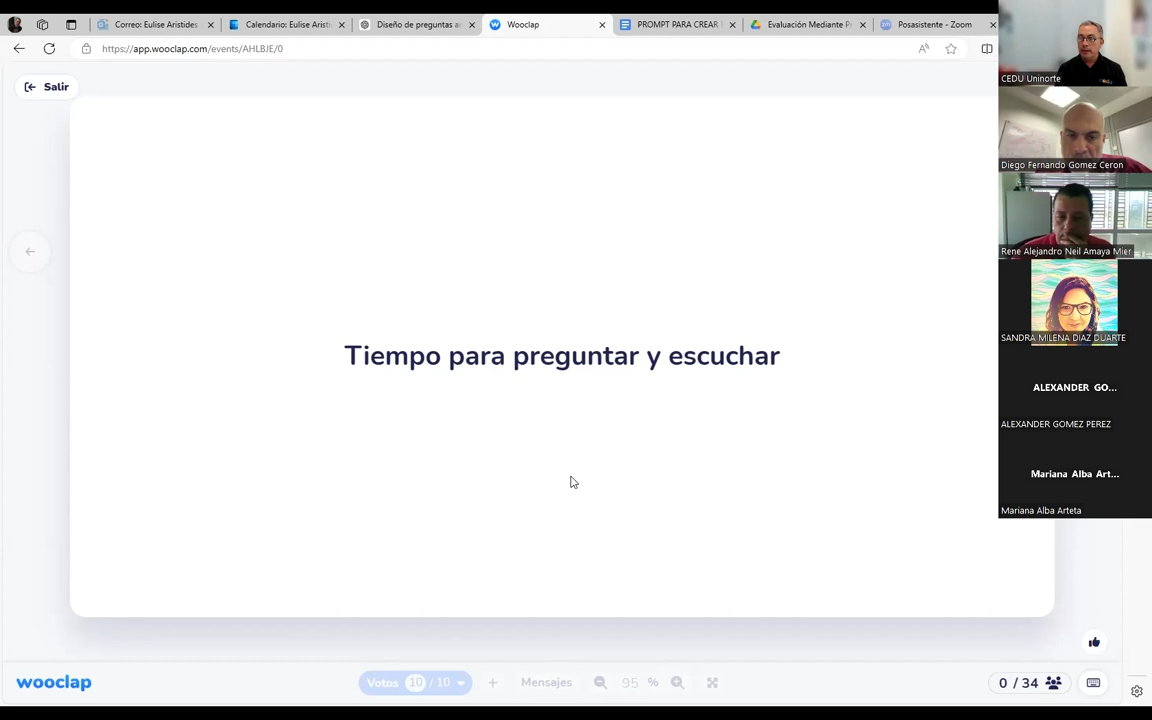 Correo: Eulise Aristides
Calendario: Eulise Aristi
Diseño de preguntas a
Wooclap
PROMPT PARA CREAR E
Evaluación Mediante P
Posasistente - Zoom
https://app.wooclap.com/events/AHLBJE/0
Salir
Tiempo para preguntar y escuchar
CEDU Uninorte
Diego Fernando Gomez Ceron
Rene Alejandro Neil Amaya Mier
SANDRA MILENA DIAZ DUARTE
ALEXANDER GO...
ALEXANDER GOMEZ PEREZ
Mariana Alba Art...
Mariana Alba Arteta
wooclap
Votos 10 / 10
Mensajes
95 %
0 / 34